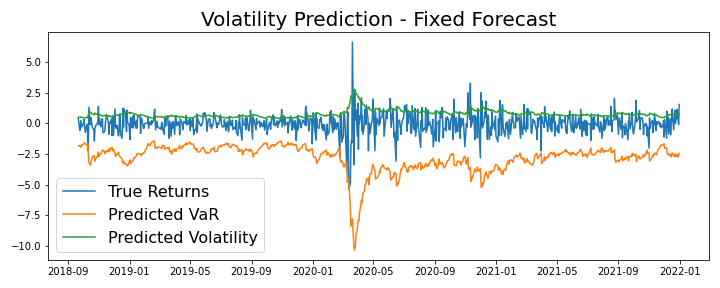 Volatility Prediction - Fixed Forecast
5.0
2.5
0.0
−2.5
−5.0
−7.5
−10.0
True Returns
Predicted VaR
Predicted Volatility
2018-09 2019-01 2019-05 2019-09 2020-01 2020-05 2020-09 2021-01 2021-05 2021-09 2022-01